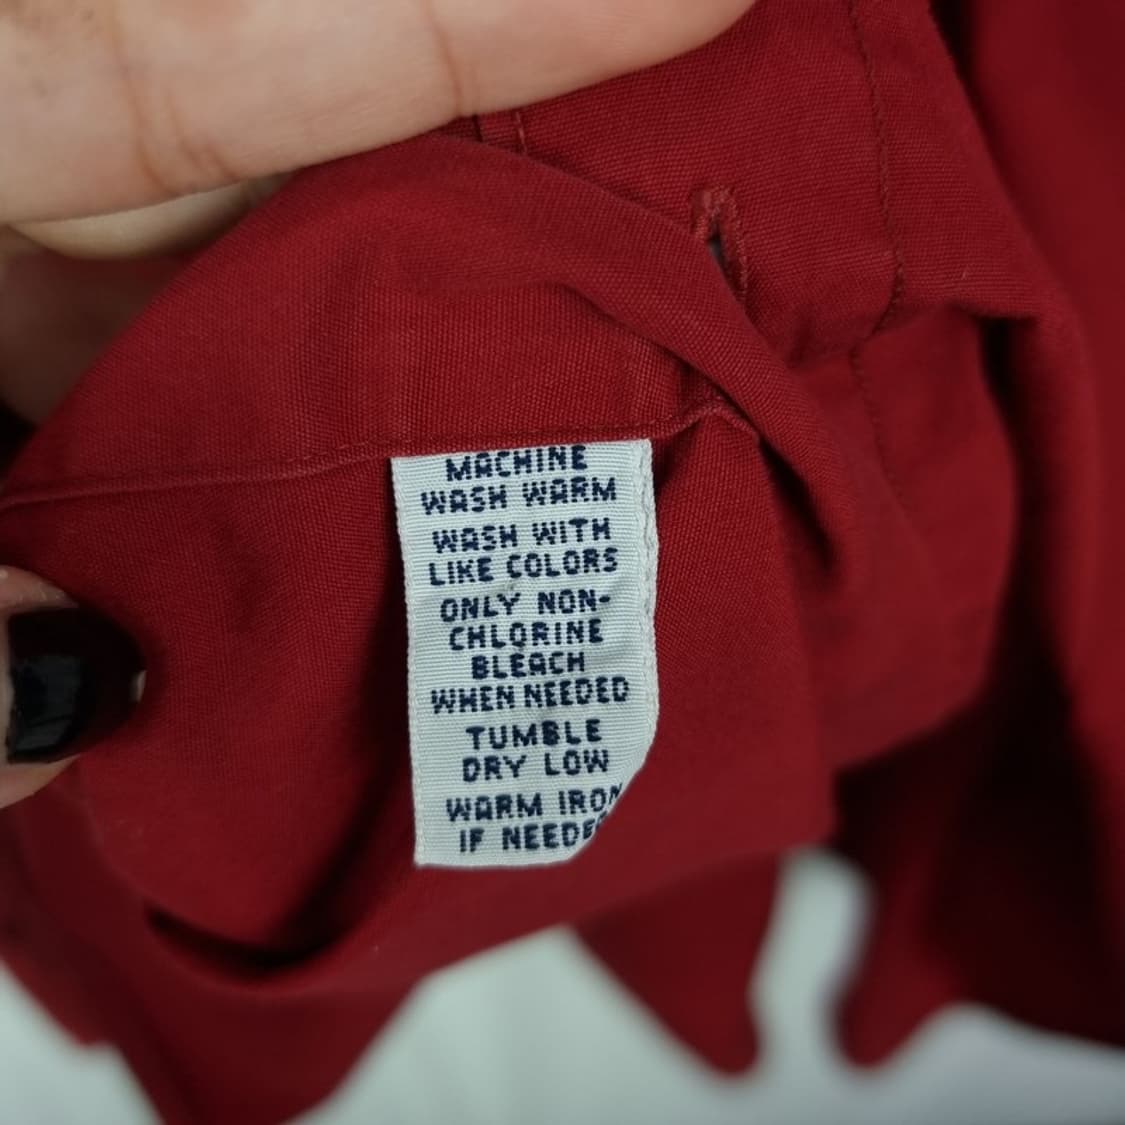 MACHINE
WASH WARM
WASH WITH
LIKE COLORS
ONLY NON-
CHLORINE
BLEACH
WHEN NEEDED
TUMBLE
DRY LOW
WARM IRON
IF NEEDED